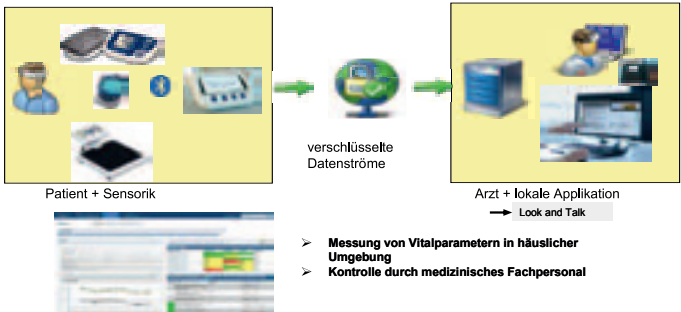 verschlüsselte
Datenströme
Patient + Sensorik
Arzt + lokale Applikation
Look and Talk
Messung von Vitalparametern in häuslicher
Umgebung
Kontrolle durch medizinisches Fachpersonal